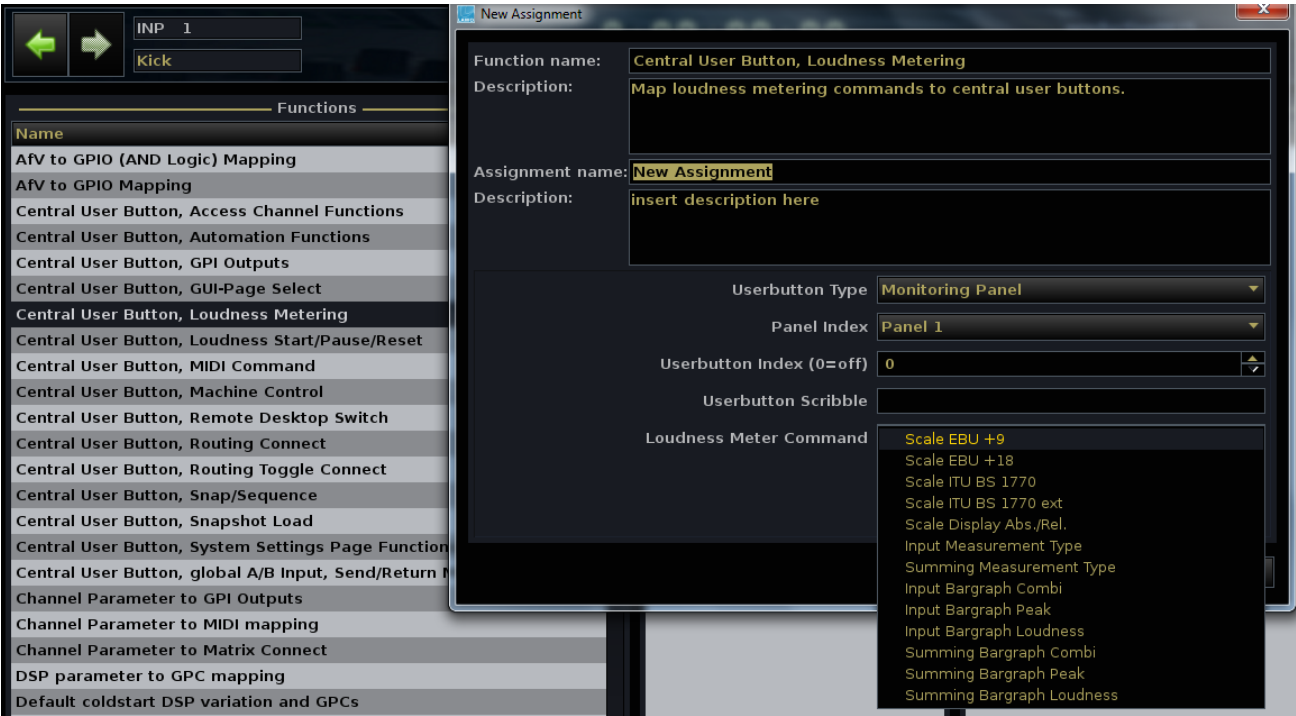 INP 1
Kick
Functions
Name
AfV to GPIO (AND Logic) Mapping
AfV to GPIO Mapping
Central User Button, Access Channel Functions
Central User Button, Automation Functions
Central User Button, GPI Outputs
Central User Button, GUI-Page Select
Central User Button, Loudness Metering
Central User Button, Loudness Start/Pause/Reset
Central User Button, MIDI Command
Central User Button, Machine Control
Central User Button, Remote Desktop Switch
Central User Button, Routing Connect
Central User Button, Routing Toggle Connect
Central User Button, Snap/Sequence
Central User Button, Snapshot Load
Central User Button, System Settings Page Function
Central User Button, global A/B Input, Send/Return
Channel Parameter to GPI Outputs
Channel Parameter to MIDI mapping
Channel Parameter to Matrix Connect
DSP parameter to GPC mapping
Default coldstart DSP variation and GPCs
New Assignment
Function name: Central User Button, Loudness Metering
Description: Map loudness metering commands to central user buttons.
Assignment name: New Assignment
Description: insert description here
Userbutton Type Monitoring Panel
Panel Index Panel 1
Userbutton Index (0=off) 0
Userbutton Scribble
Loudness Meter Command
Scale EBU +9
Scale EBU +18
Scale ITU BS 1770
Scale ITU BS 1770 ext
Scale Display Abs./Rel.
Input Measurement Type
Summing Measurement Type
Input Bargraph Combi
Input Bargraph Peak
Input Bargraph Loudness
Summing Bargraph Combi
Summing Bargraph Peak
Summing Bargraph Loudness